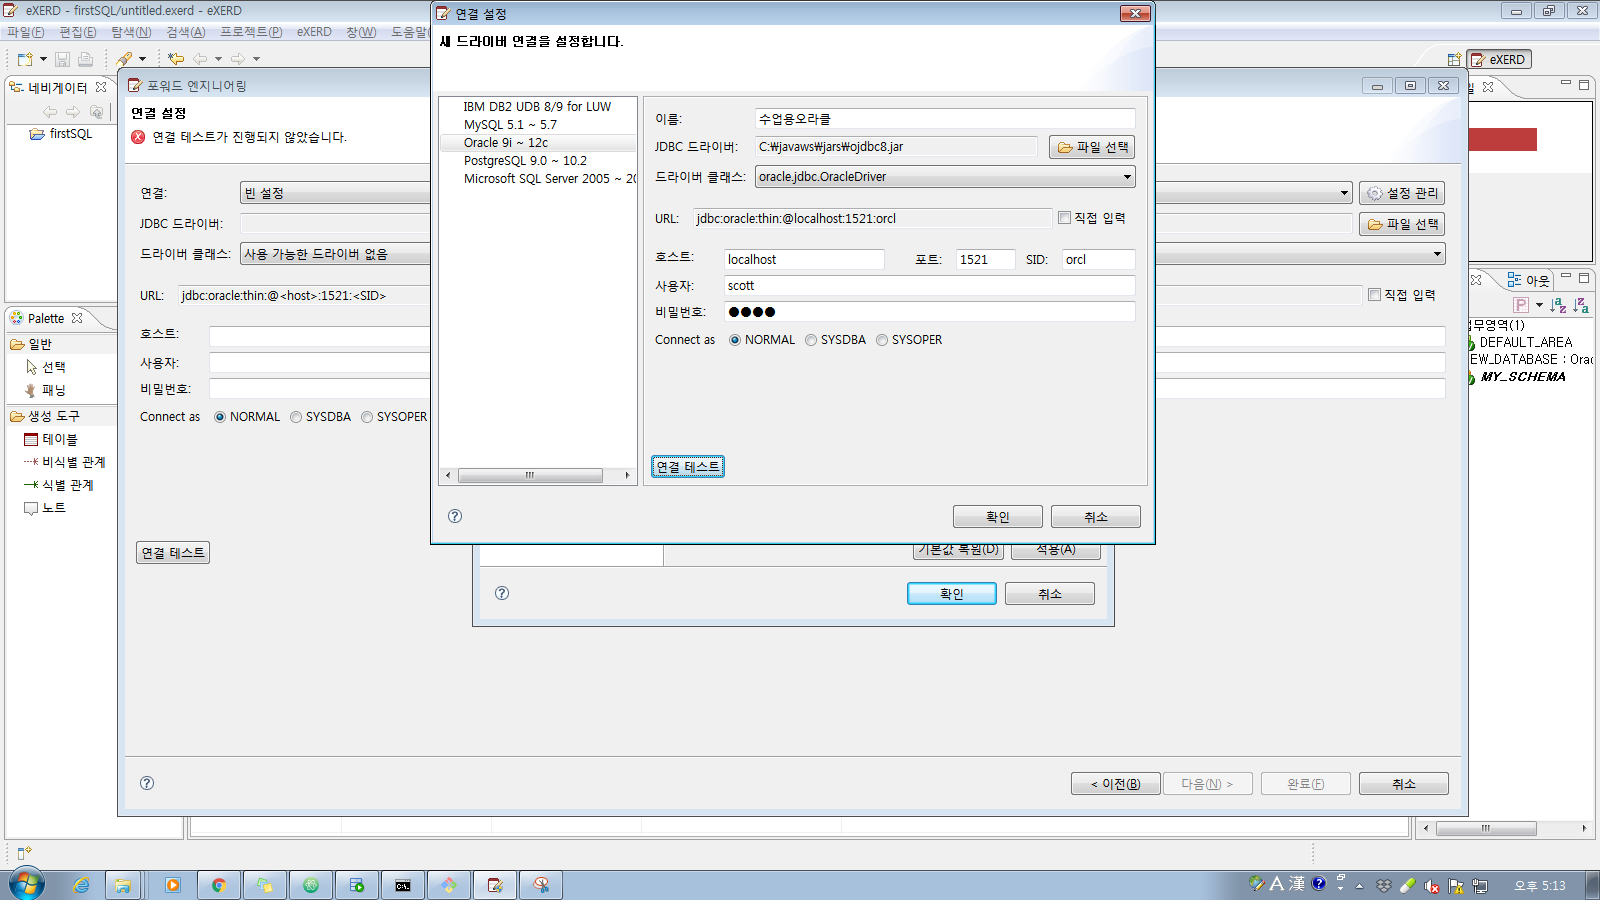 eXERD - firstSQL/untitled.exerd - eXERD
파일(F) 편집(E) 탐색(N) 검색(A) 프로젝트(P) eXERD 창(W) 도움말(
eXERD
네비게이터
firstSQL
Palette
일반
선택
패닝
생성 도구
테이블
비식별 관계
식별 관계
노트
포워드 엔지니어링
연결 설정
연결 테스트가 진행되지 않았습니다.
연결: 빈 설정 설정 관리
JDBC 드라이버: 파일 선택
드라이버 클래스: 사용 가능한 드라이버 없음
URL: jdbc:oracle:thin:@<host>:1521:<SID> 직접 입력
호스트:
사용자:
비밀번호:
Connect as NORMAL SYSDBA SYSOPER
연결 테스트
< 이전(B) 다음(N) > 완료(F) 취소
연결 설정
새 드라이버 연결을 설정합니다.
IBM DB2 UDB 8/9 for LUW
MySQL 5.1 ~ 5.7
Oracle 9i ~ 12c
PostgreSQL 9.0 ~ 10.2
Microsoft SQL Server 2005 ~ 20
이름: 수업용오라클
JDBC 드라이버: C:₩javaws₩jars₩ojdbc8.jar 파일 선택
드라이버 클래스: oracle.jdbc.OracleDriver
URL: jdbc:oracle:thin:@localhost:1521:orcl 직접 입력
호스트: localhost 포트: 1521 SID: orcl
사용자: scott
비밀번호: ●●●●
Connect as NORMAL SYSDBA SYSOPER
연결 테스트
확인 취소
기본값 복원(D) 적용(A)
확인 취소
아웃
무영역(1)
DEFAULT_AREA
EW_DATABASE : Orac
MY_SCHEMA
A 漢
오후 5:13